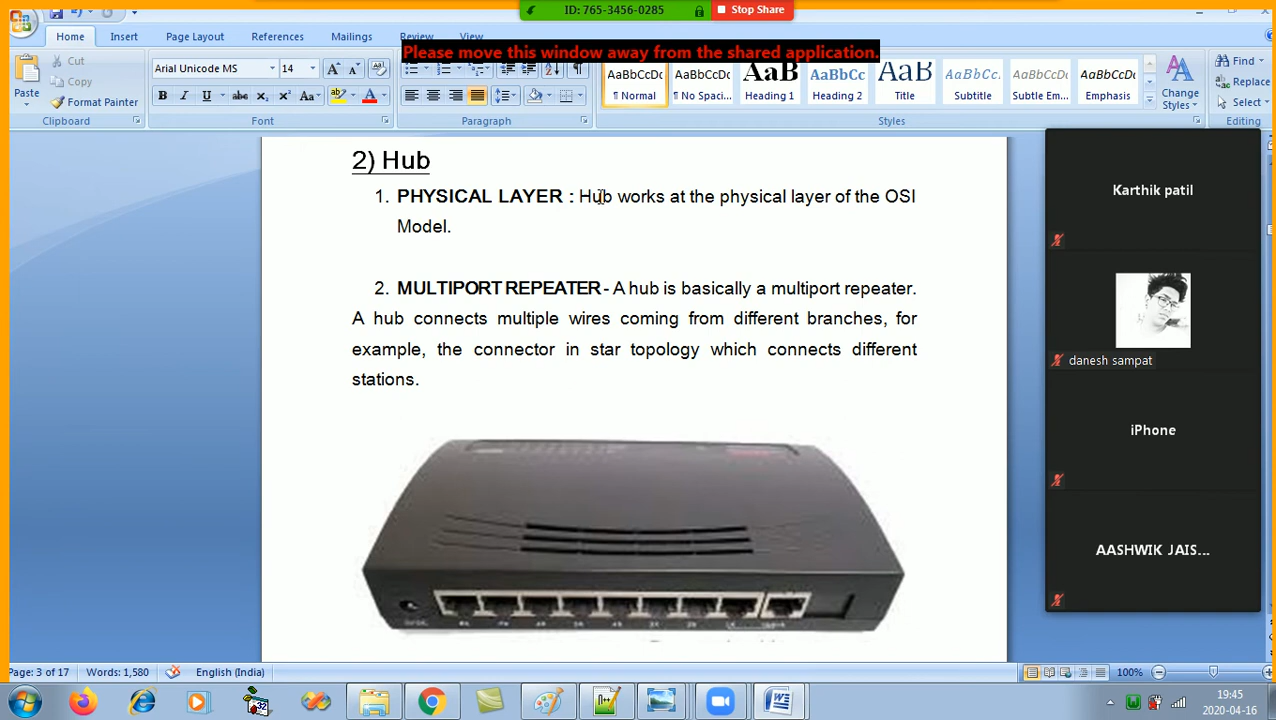 ID: 765-3456-0285 Stop Share
Home Insert Page Layout References Mailings View
Please move this window away from the shared application.
Paste Cut Copy Format Painter
Clipboard
Arial Unicode MS 14
B I U abc x₂ x² Aa
Font
Paragraph
AaBbCcDc AaBbCcDc AaBbC AaBbCc AaB AaBbCc. AaBbCcDc AaBbCcDc
¶ Normal ¶ No Spaci... Heading 1 Heading 2 Title Subtitle Subtle Em... Emphasis
Change Styles
Styles
Find
Replace
Select
Editing
2) Hub
1. PHYSICAL LAYER : Hub works at the physical layer of the OSI
Model.
2. MULTIPORT REPEATER - A hub is basically a multiport repeater.
A hub connects multiple wires coming from different branches, for
example, the connector in star topology which connects different
stations.
Karthik patil
danesh sampat
iPhone
AASHWIK JAIS...
Page: 3 of 17 Words: 1,580 English (India) 100%
19:45
2020-04-16